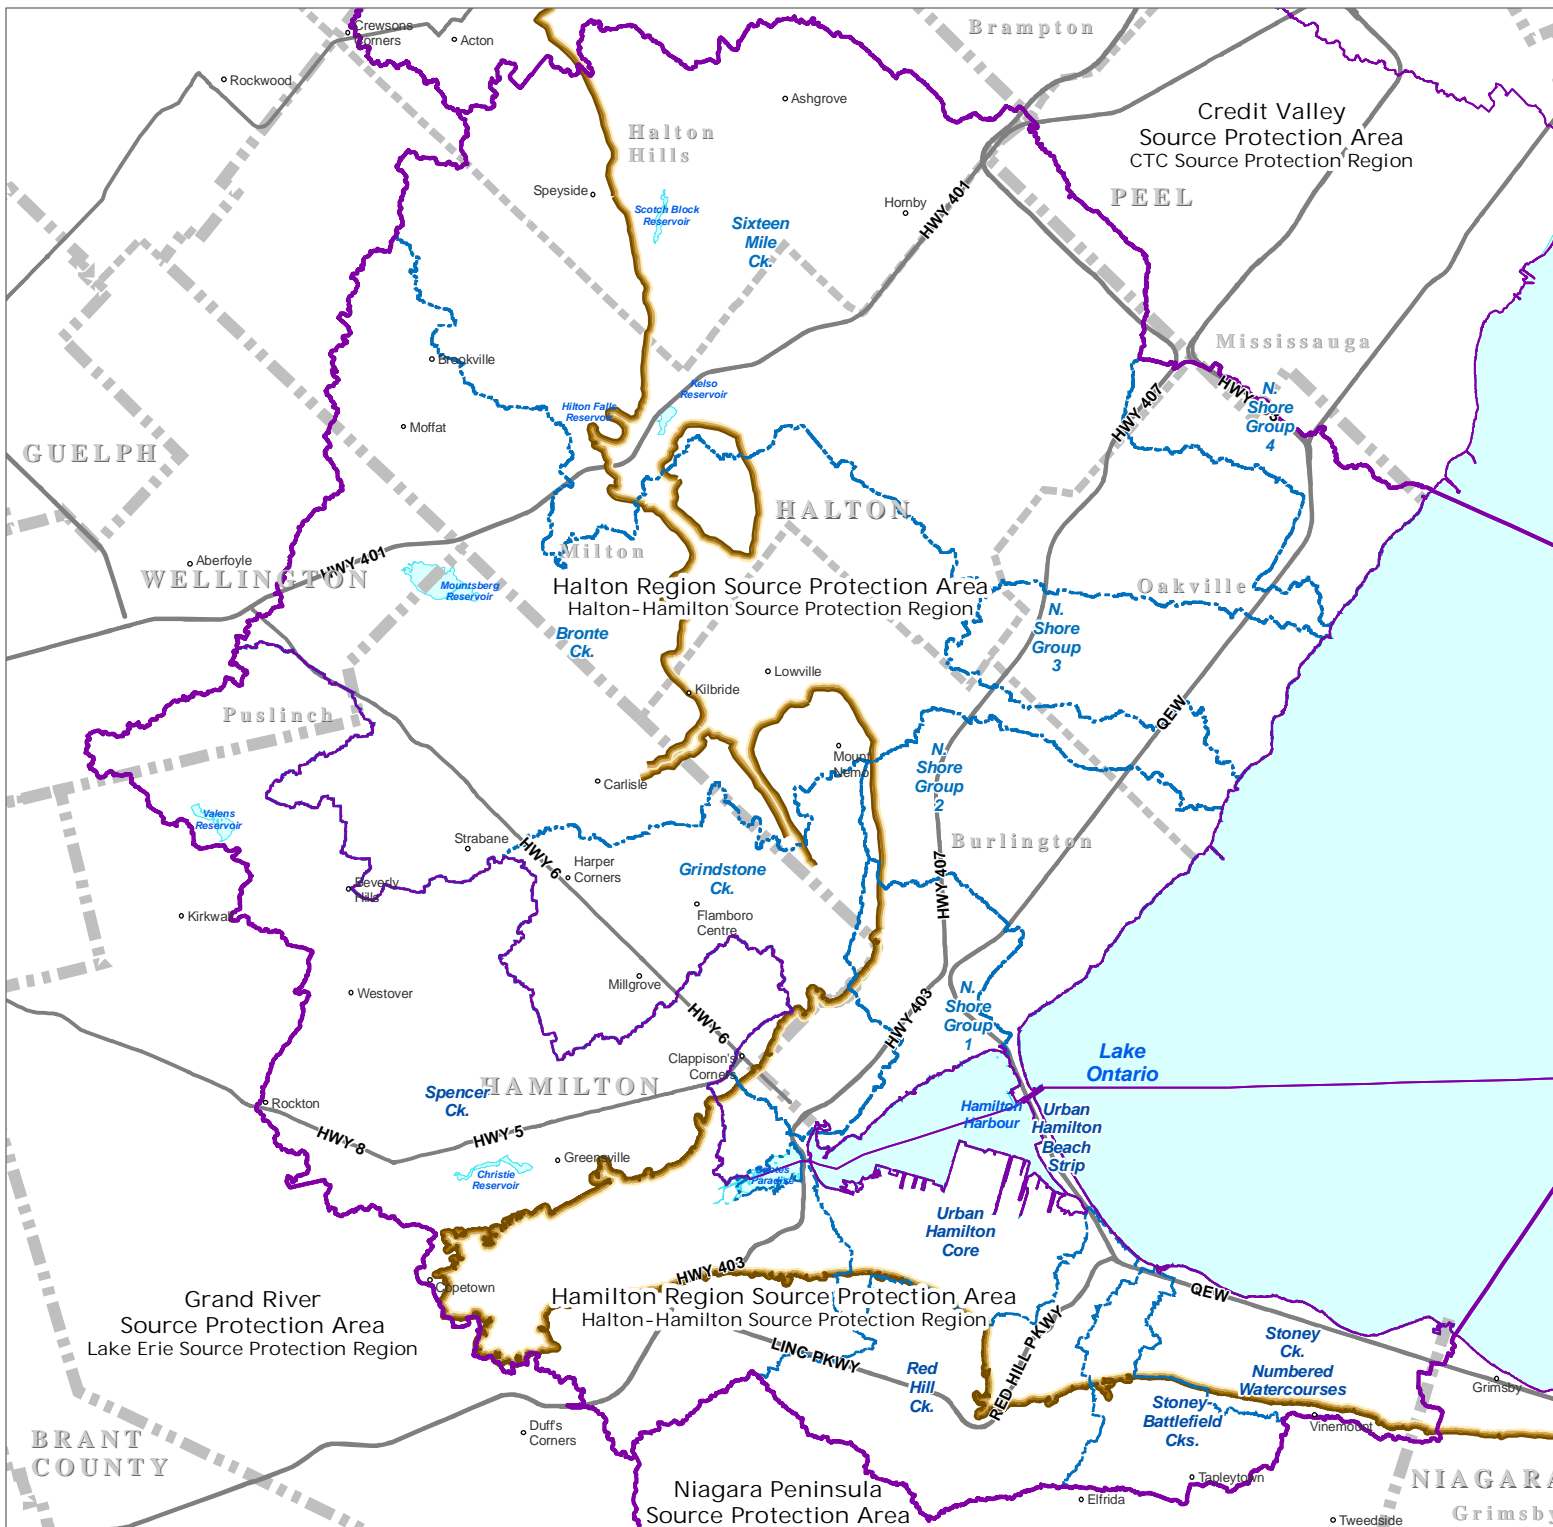 Crewsons
Corners
Acton
Brampton
Rockwood
Ashgrove
Credit Valley
Source Protection Area
CTC Source Protection Region
Halton
Hills
Speyside
PEEL
Scotch Block
Reservoir
Hornby
HWY 401
Sixteen
Mile
Ck.
Mississauga
Brookville
Kelso
Reservoir
HWY 407
N.
Shore
Group
4
Hilton Falls
Reservoir
Moffat
GUELPH
HALTON
Milton
Aberfoyle
HWY 401
WELLINGTON
Mountsberg
Reservoir
Halton Region Source Protection Area
Halton-Hamilton Source Protection Region
Oakville
Bronte
Ck.
N.
Shore
Group
3
Lowville
Kilbride
Puslinch
QEW
Mount
Nemo
N.
Shore
Group
2
Carlisle
Valens
Reservoir
Strabane
HWY 6
Harper
Corners
Burlington
Grindstone
Ck.
Beverly
Hills
HWY 407
Flamboro
Centre
Westover
Millgrove
N.
Shore
Group
1
HWY 6
HWY 403
Clappison's
Corners
Lake
Ontario
HAMILTON
Spencer
Ck.
Rockton
Hamilton
Harbour
Urban
Hamilton
Beach
Strip
HWY 8
HWY 5
Greensville
Christie
Reservoir
Paradise
Urban
Hamilton
Core
HWY 403
Copetown
Grand River
Source Protection Area
Lake Erie Source Protection Region
Hamilton Region Source Protection Area
Halton-Hamilton Source Protection Region
QEW
RED HILL PKWY
LINC PKWY
Stoney
Ck.
Numbered
Watercourses
Red
Hill
Ck.
Grimsby
Stoney-
Battlefield
Cks.
Vinemount
Duff's
Corners
BRANT
COUNTY
Niagara Peninsula
Source Protection Area
Tapleytown
Elfrida
NIAGARA
Grimsby
Tweedside